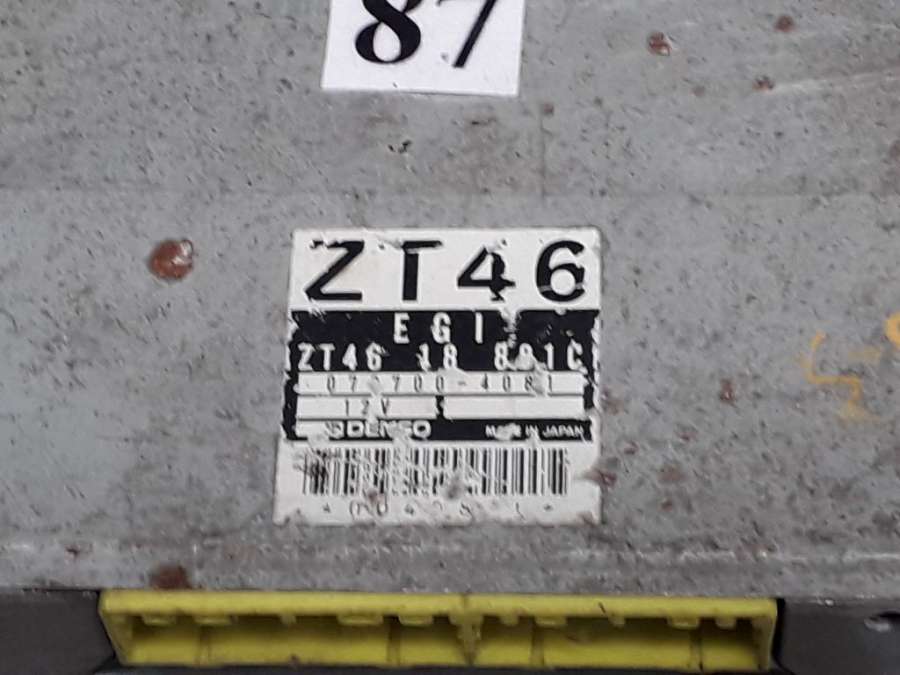 87
ZT46
EGI
ZT46 18 881C
079700-4081
12V
DENSO MADE IN JAPAN